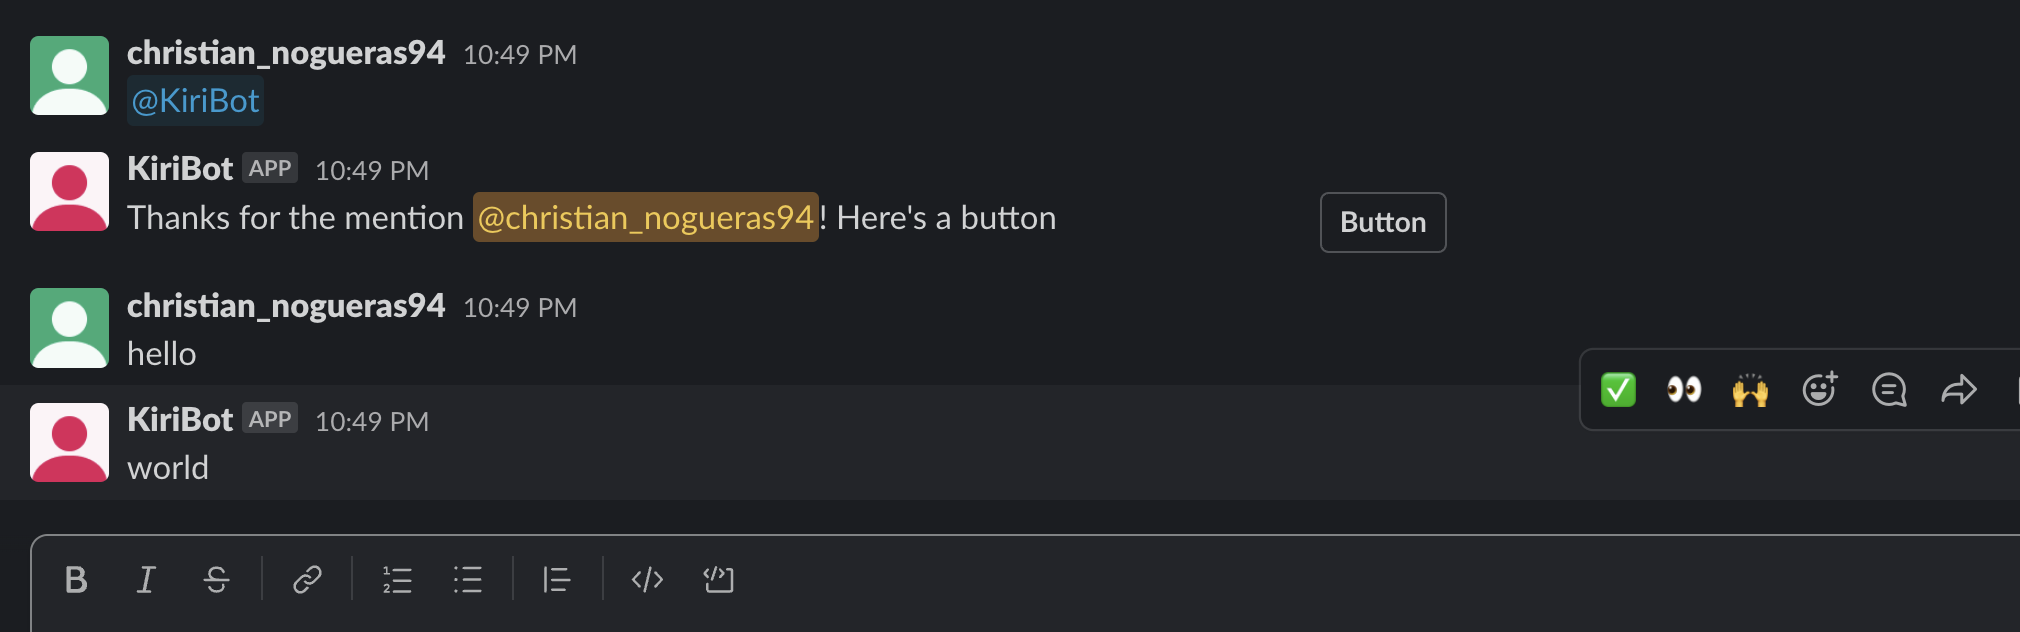 christian_nogueras94 10:49 PM
@KiriBot
KiriBot APP 10:49 PM
Thanks for the mention @christian_nogueras94! Here's a button
Button
christian_nogueras94 10:49 PM
hello
KiriBot APP 10:49 PM
world